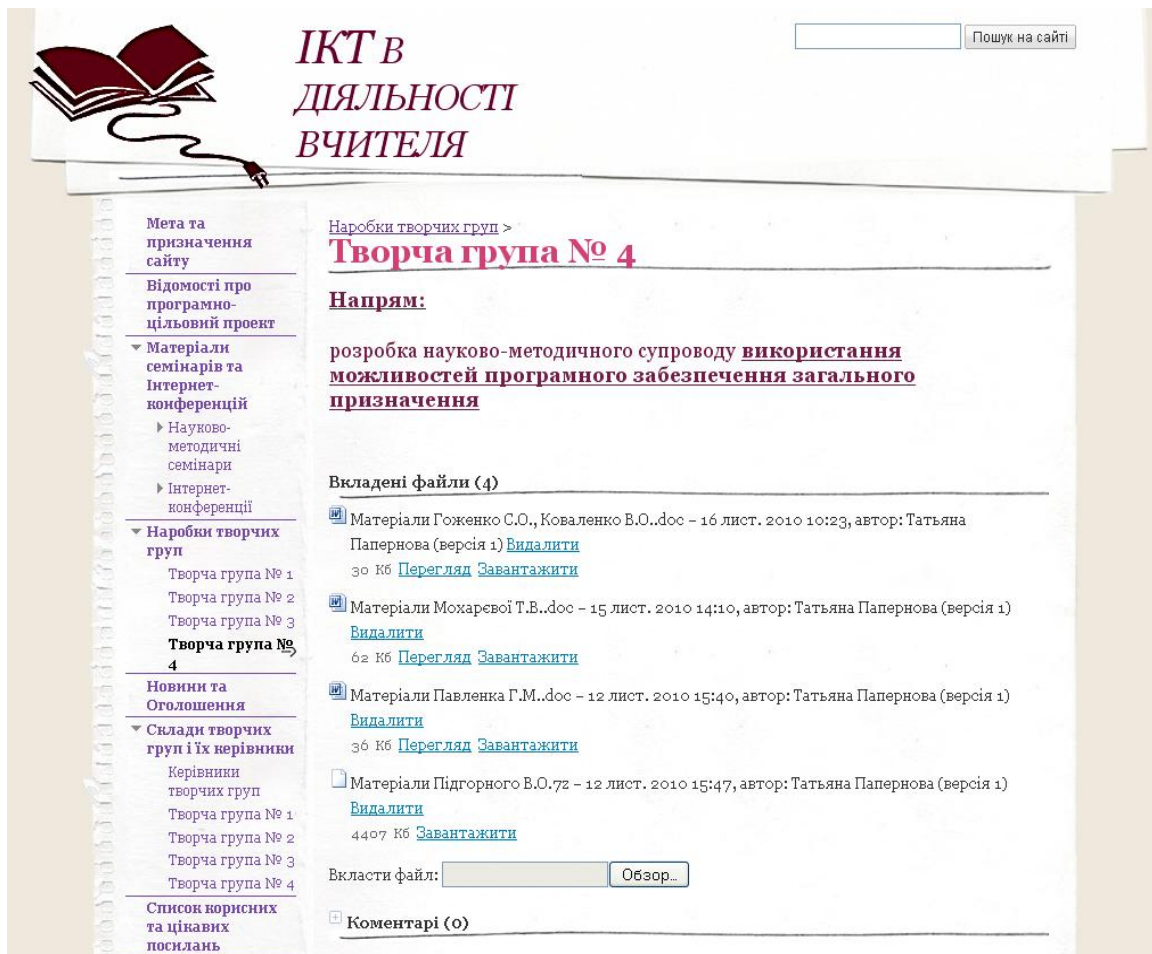 ІКТ в
діяльності
вчителя
Пошук на сайті
Мета та
призначення
сайту
Відомості про
програмно-
цільовий проект
Матеріали
семінарів та
Інтернет-
конференцій
Науково-
методичні
семінари
Інтернет-
конференції
Наробки творчих
груп
Творча група № 1
Творча група № 2
Творча група № 3
Творча група №
4
Новини та
Оголошення
Склади творчих
груп і їх керівники
Керівники
творчих груп
Творча група № 1
Творча група № 2
Творча група № 3
Творча група № 4
Список корисних
та цікавих
посилань
Наробки творчих груп >
Творча група № 4
Напрям:
розробка науково-методичного супроводу використання
можливостей програмного забезпечення загального
призначення
Вкладені файли (4)
Матеріали Гоженко С.О., Коваленко В.О..doc – 16 лист. 2010 10:23, автор: Татьяна
Папернова (версія 1) Видалити
30 Кб Перегляд Завантажити
Матеріали Мохарєвої Т.В..doc – 15 лист. 2010 14:10, автор: Татьяна Папернова (версія 1)
Видалити
62 Кб Перегляд Завантажити
Матеріали Павленка Г.М..doc – 12 лист. 2010 15:40, автор: Татьяна Папернова (версія 1)
Видалити
36 Кб Перегляд Завантажити
Матеріали Підгорного В.О.7z – 12 лист. 2010 15:47, автор: Татьяна Папернова (версія 1)
Видалити
4407 Кб Завантажити
Вкласти файл: Обзор...
Коментарі (0)